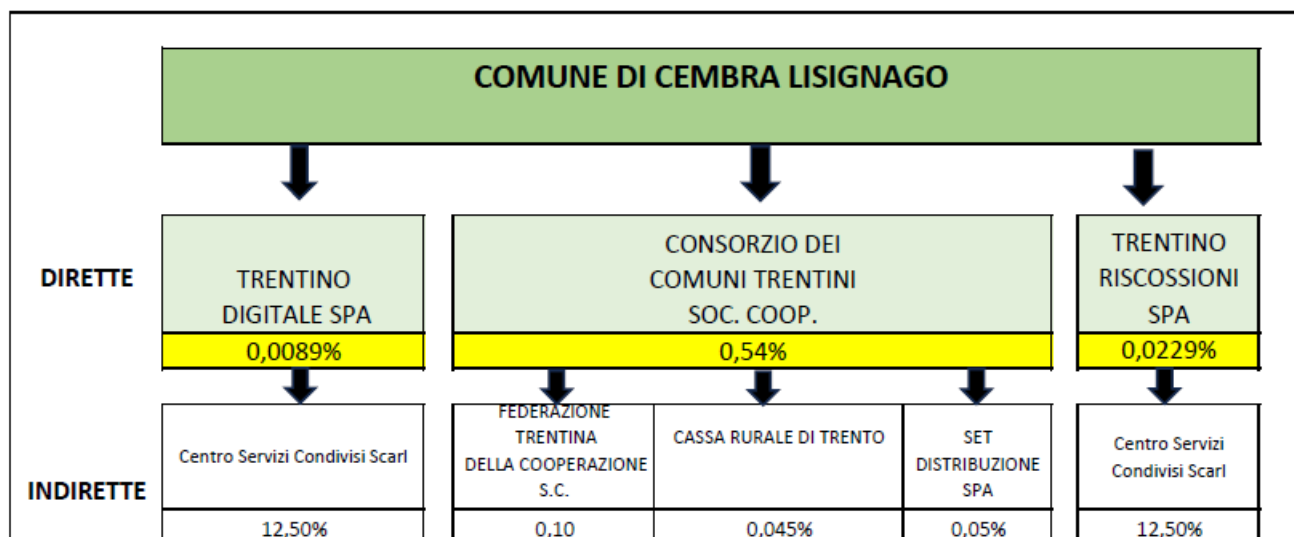 COMUNE DI CEMBRA LISIGNAGO
DIRETTE
TRENTINO
DIGITALE SPA
0,0089%
CONSORZIO DEI
COMUNI TRENTINI
SOC. COOP.
0,54%
TRENTINO
RISCOSSIONI
SPA
0,0229%
INDIRETTE
Centro Servizi Condivisi Scarl
12,50%
FEDERAZIONE
TRENTINA
DELLA COOPERAZIONE
S.C.
0,10
CASSA RURALE DI TRENTO
0,045%
SET
DISTRIBUZIONE
SPA
0,05%
Centro Servizi
Condivisi Scarl
12,50%